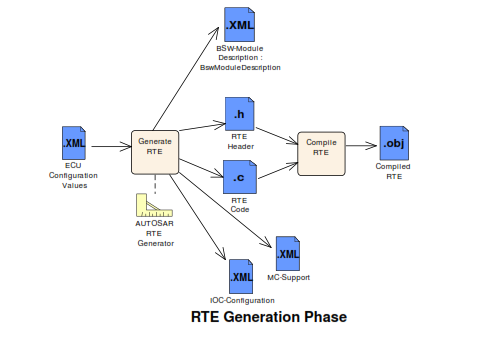 .XML
BSW-Module
Description :
BswModuleDescription
.h
RTE
Header
.XML
ECU
Configuration
Values
Generate
RTE
Compile
RTE
.obj
Compiled
RTE
.c
RTE
Code
AUTOSAR
RTE
Generator
.XML
MC-Support
.XML
IOC-Configuration
RTE Generation Phase